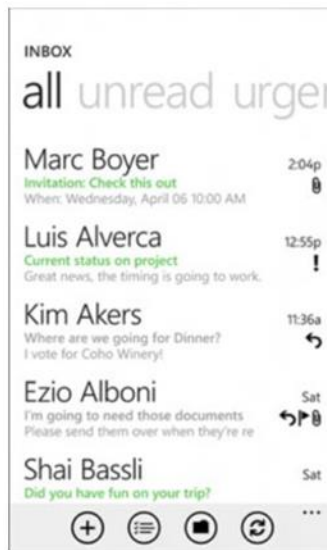 INBOX
all unread urgen
Marc Boyer
2:04p
Invitation: Check this out
When: Wednesday, April 06 10:00 AM
Luis Alverca
12:55p
Current status on project
Great news, the timing is going to work.
Kim Akers
11:36a
Where are we going for Dinner?
I vote for Coho Winery!
Ezio Alboni
Sat
I'm going to need those documents
Please send them over when they're re
Shai Bassli
Sat
Did you have fun on your trip?